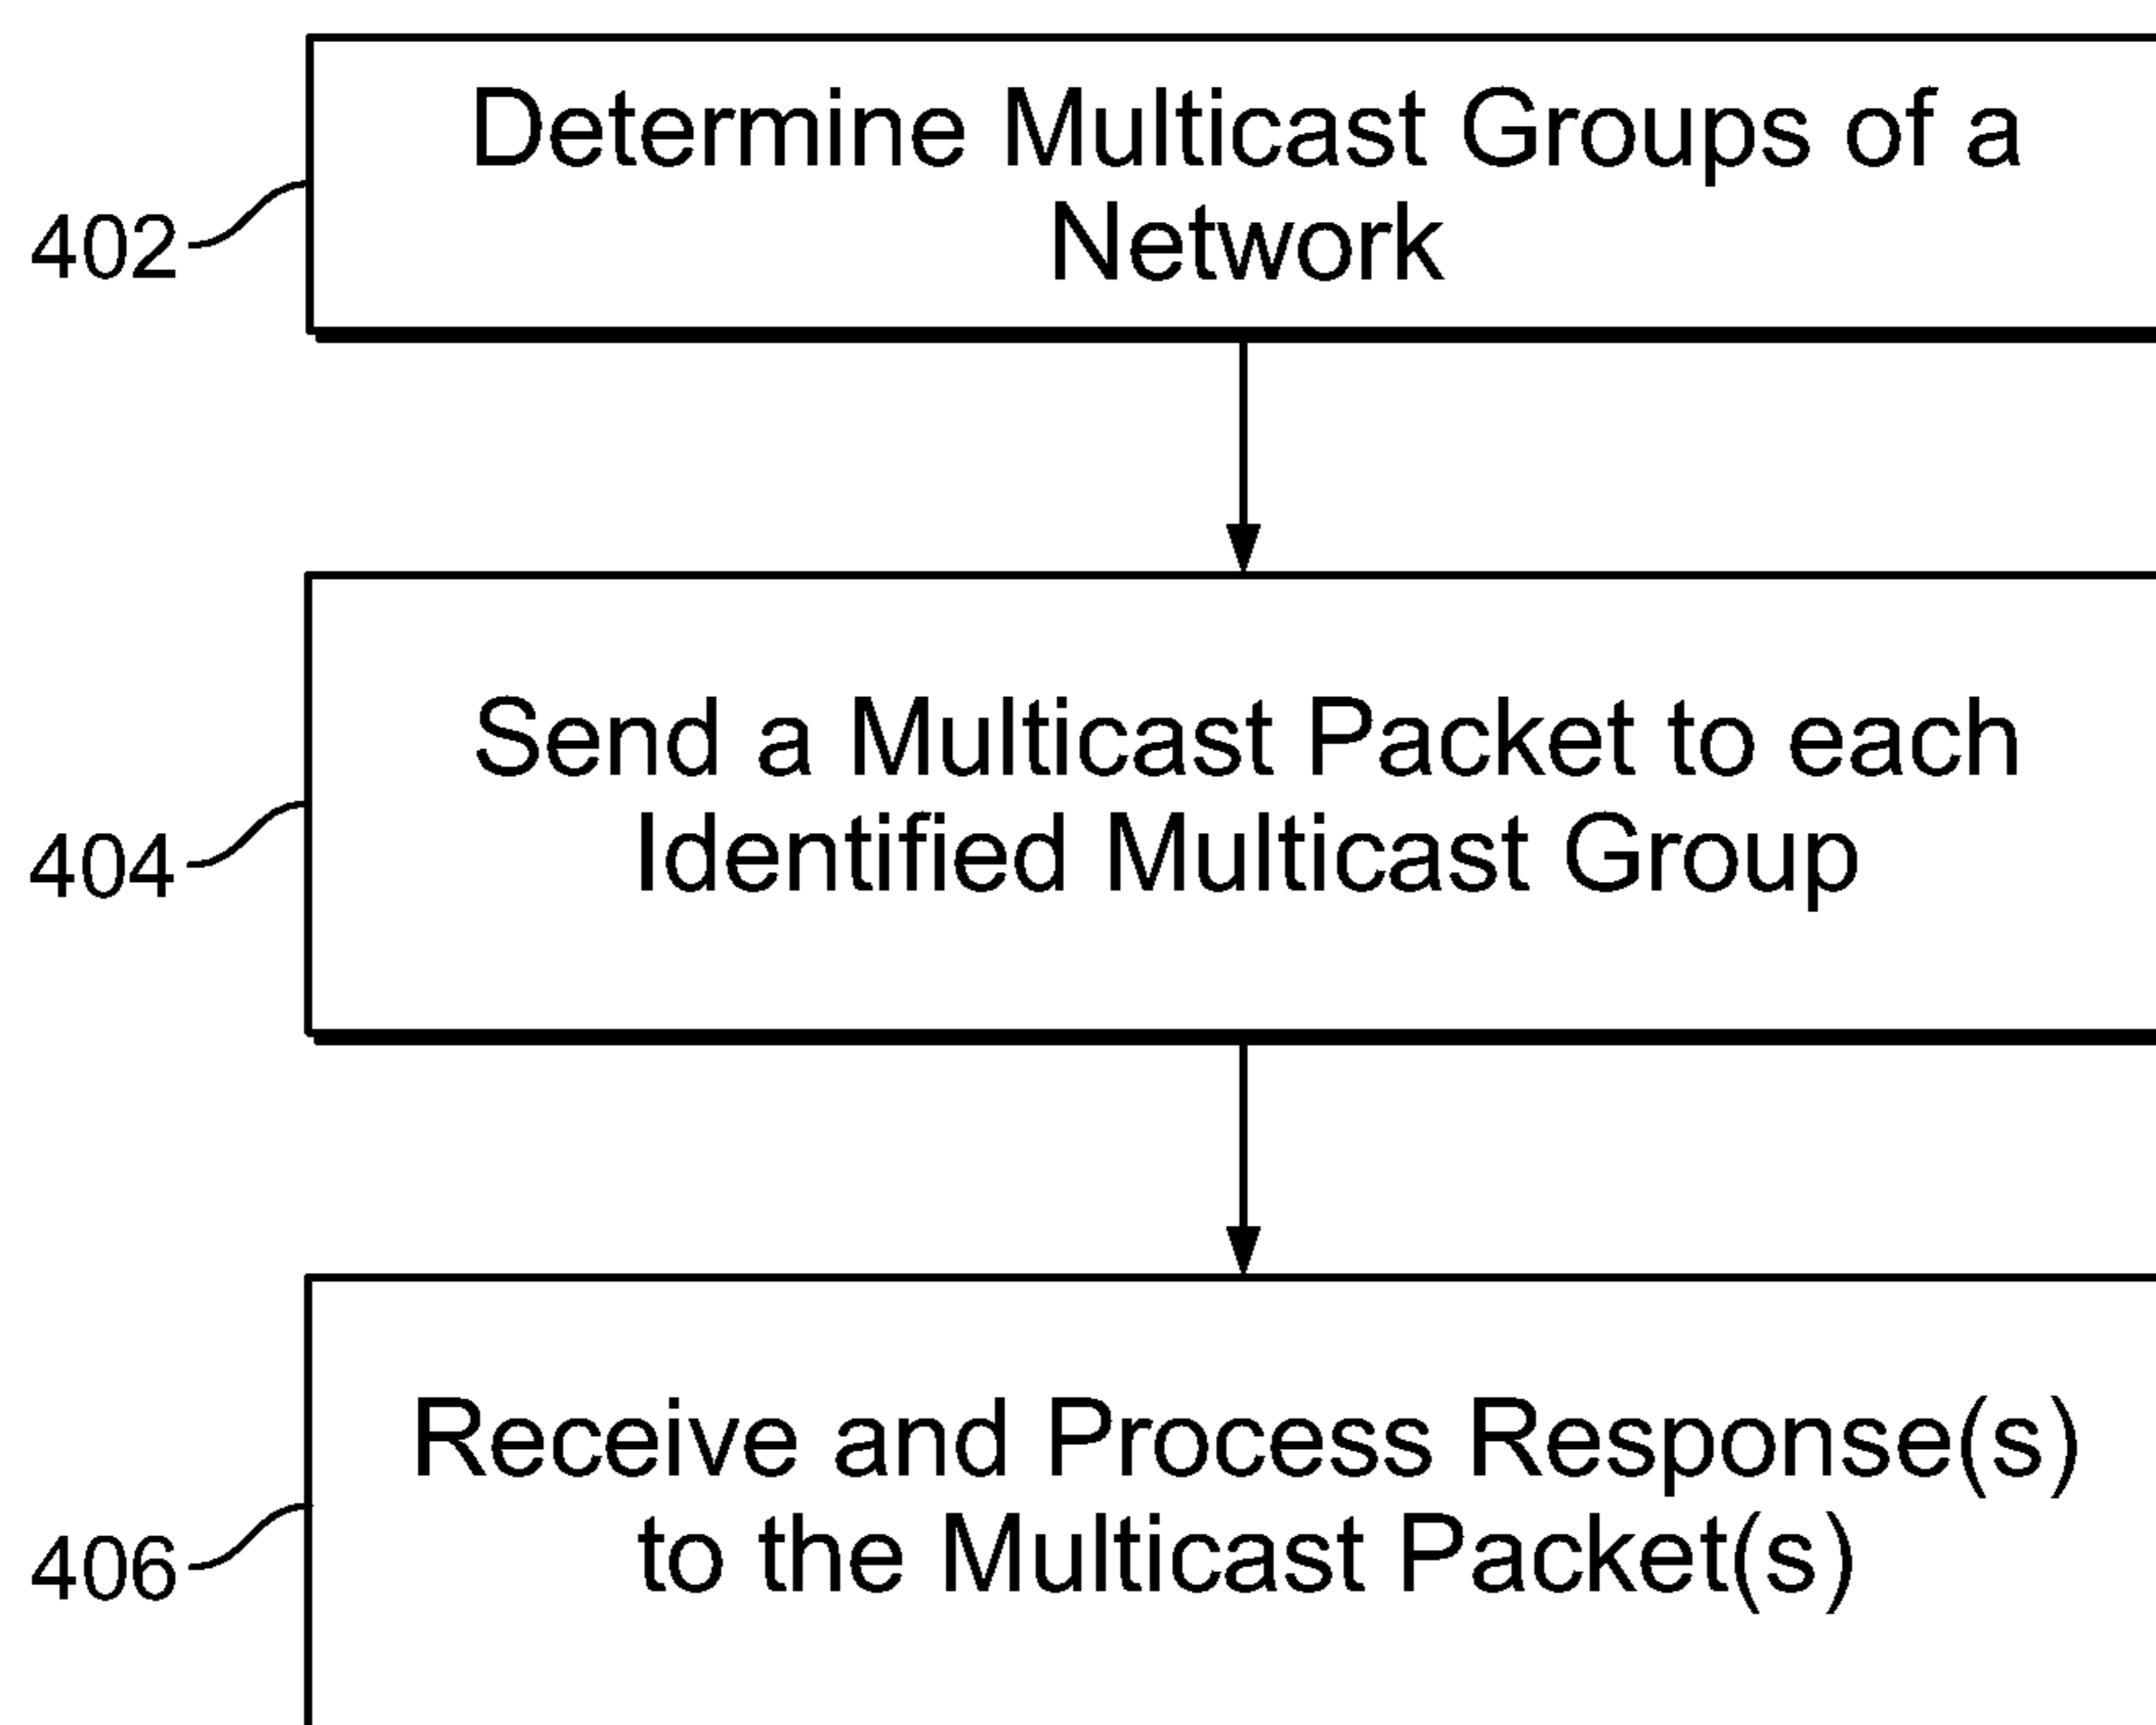 Determine Multicast Groups of a
Network
402
Send a Multicast Packet to each
Identified Multicast Group
404
Receive and Process Response(s)
to the Multicast Packet(s)
406